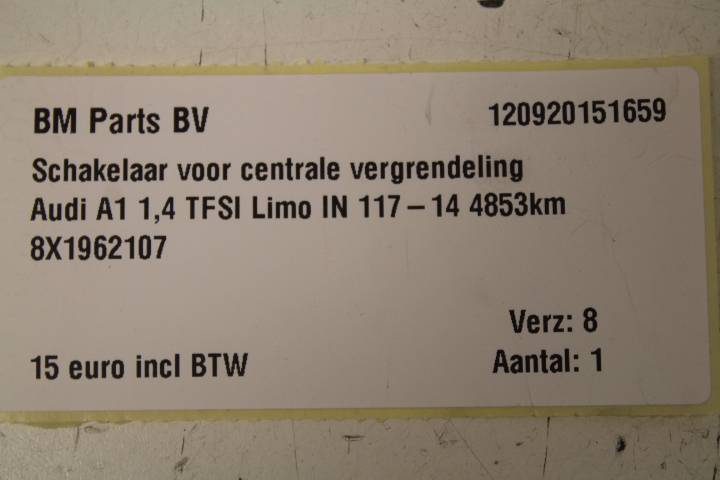 BM Parts BV 120920151659
Schakelaar voor centrale vergrendeling
Audi A1 1,4 TFSI Limo IN 117 – 14 4853km
8X1962107
Verz: 8
15 euro incl BTW Aantal: 1